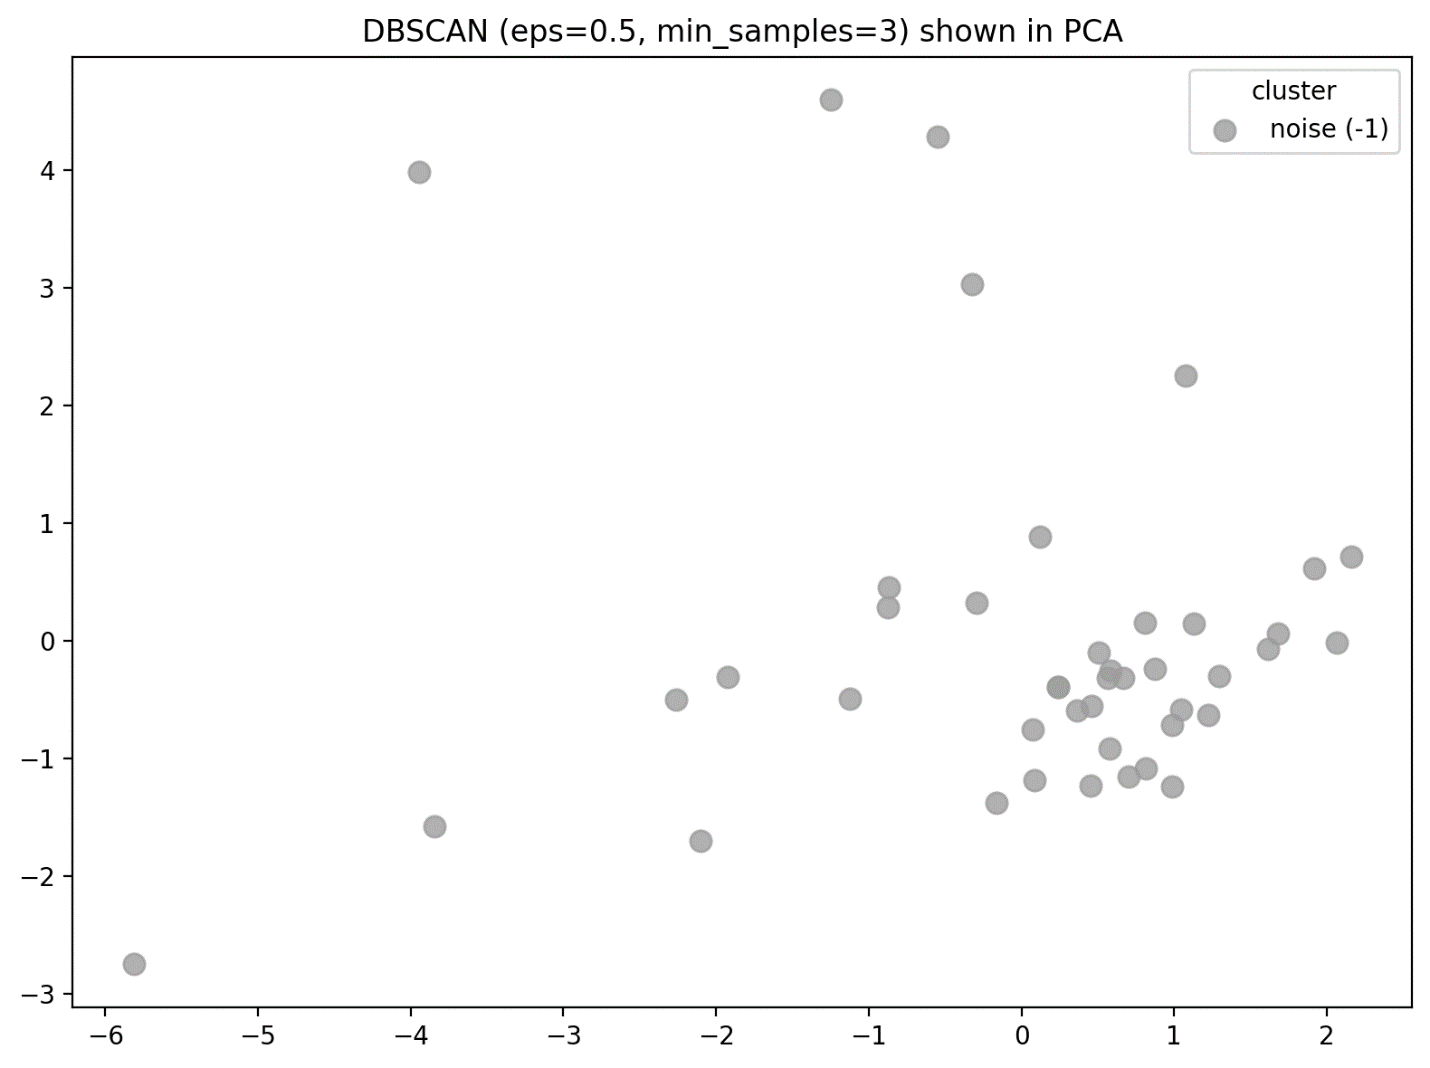 DBSCAN (eps=0.5, min_samples=3) shown in PCA
cluster
noise (-1)
4
3
2
1
0
−1
−2
−3
−6 −5 −4 −3 −2 −1 0 1 2